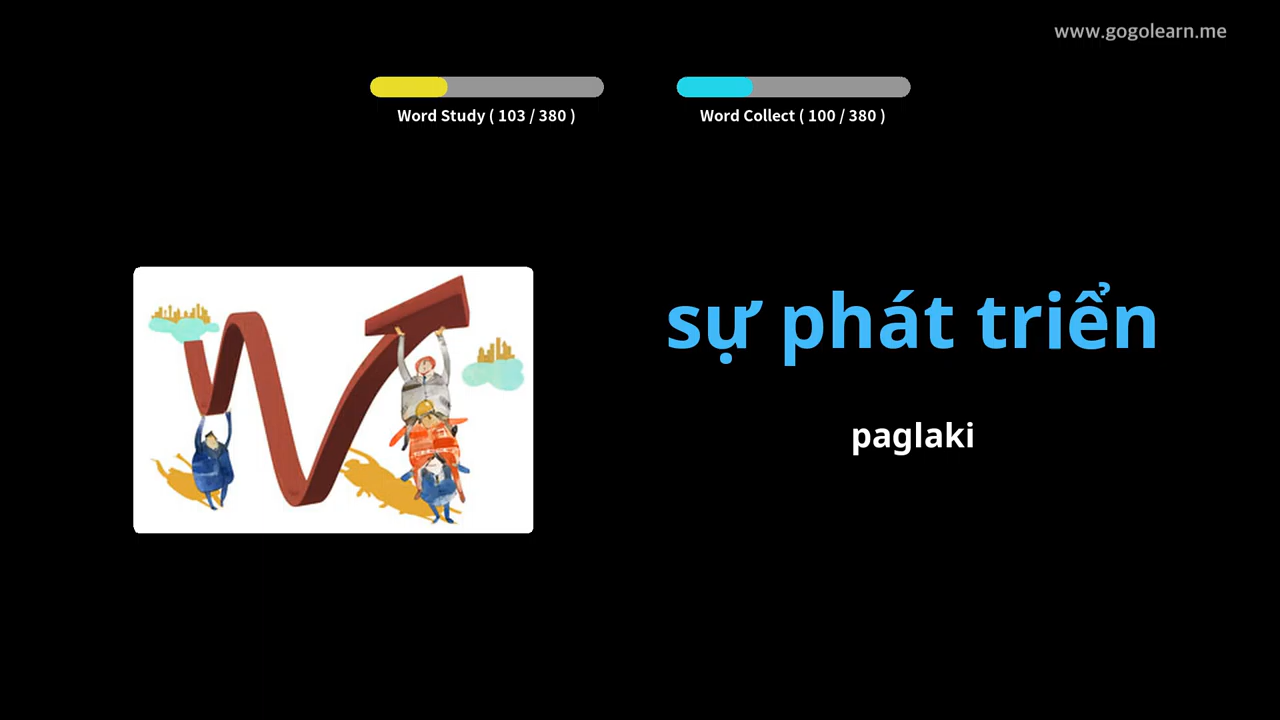 www.gogolearn.me
Word Study ( 103 / 380 )
Word Collect ( 100 / 380 )
sự phát triển
paglaki